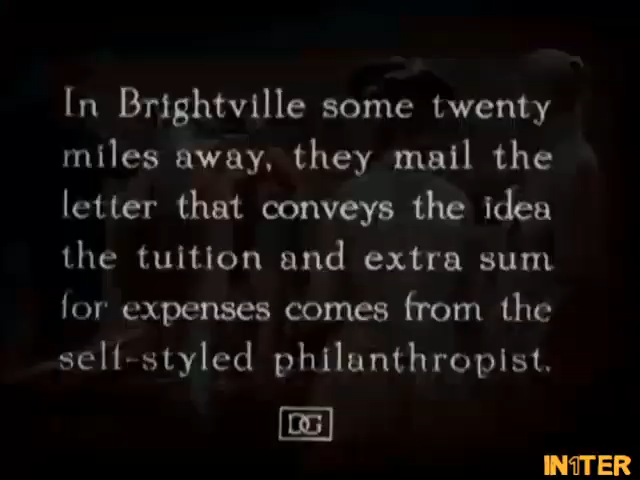 In Brightville some twenty
miles away, they mail the
letter that conveys the idea
the tuition and extra sum
for expenses comes from the
self-styled philanthropist.
DG
IN1TER